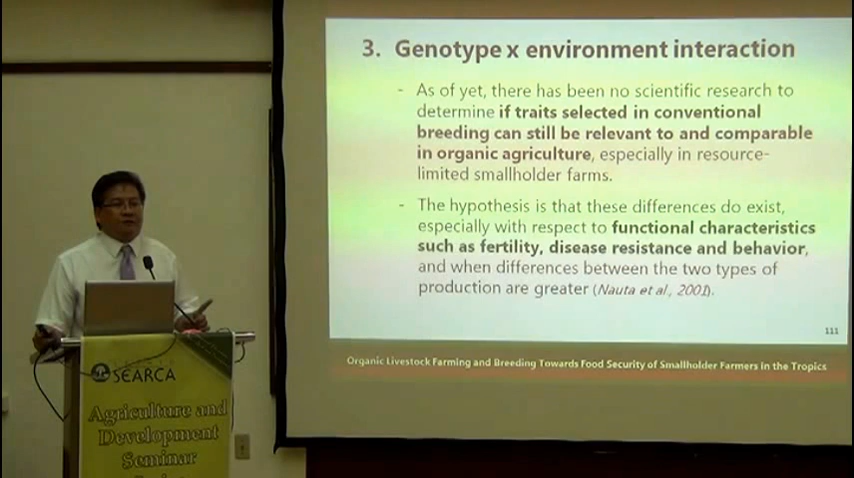 3. Genotype x environment interaction
- As of yet, there has been no scientific research to
determine if traits selected in conventional
breeding can still be relevant to and comparable
in organic agriculture, especially in resource-
limited smallholder farms.
- The hypothesis is that these differences do exist,
especially with respect to functional characteristics
such as fertility, disease resistance and behavior,
and when differences between the two types of
production are greater (Nauta et al., 2001).
111
Organic Livestock Farming and Breeding Towards Food Security of Smallholder Farmers in the Tropics
SEARCA
Agriculture and
Development
Seminar